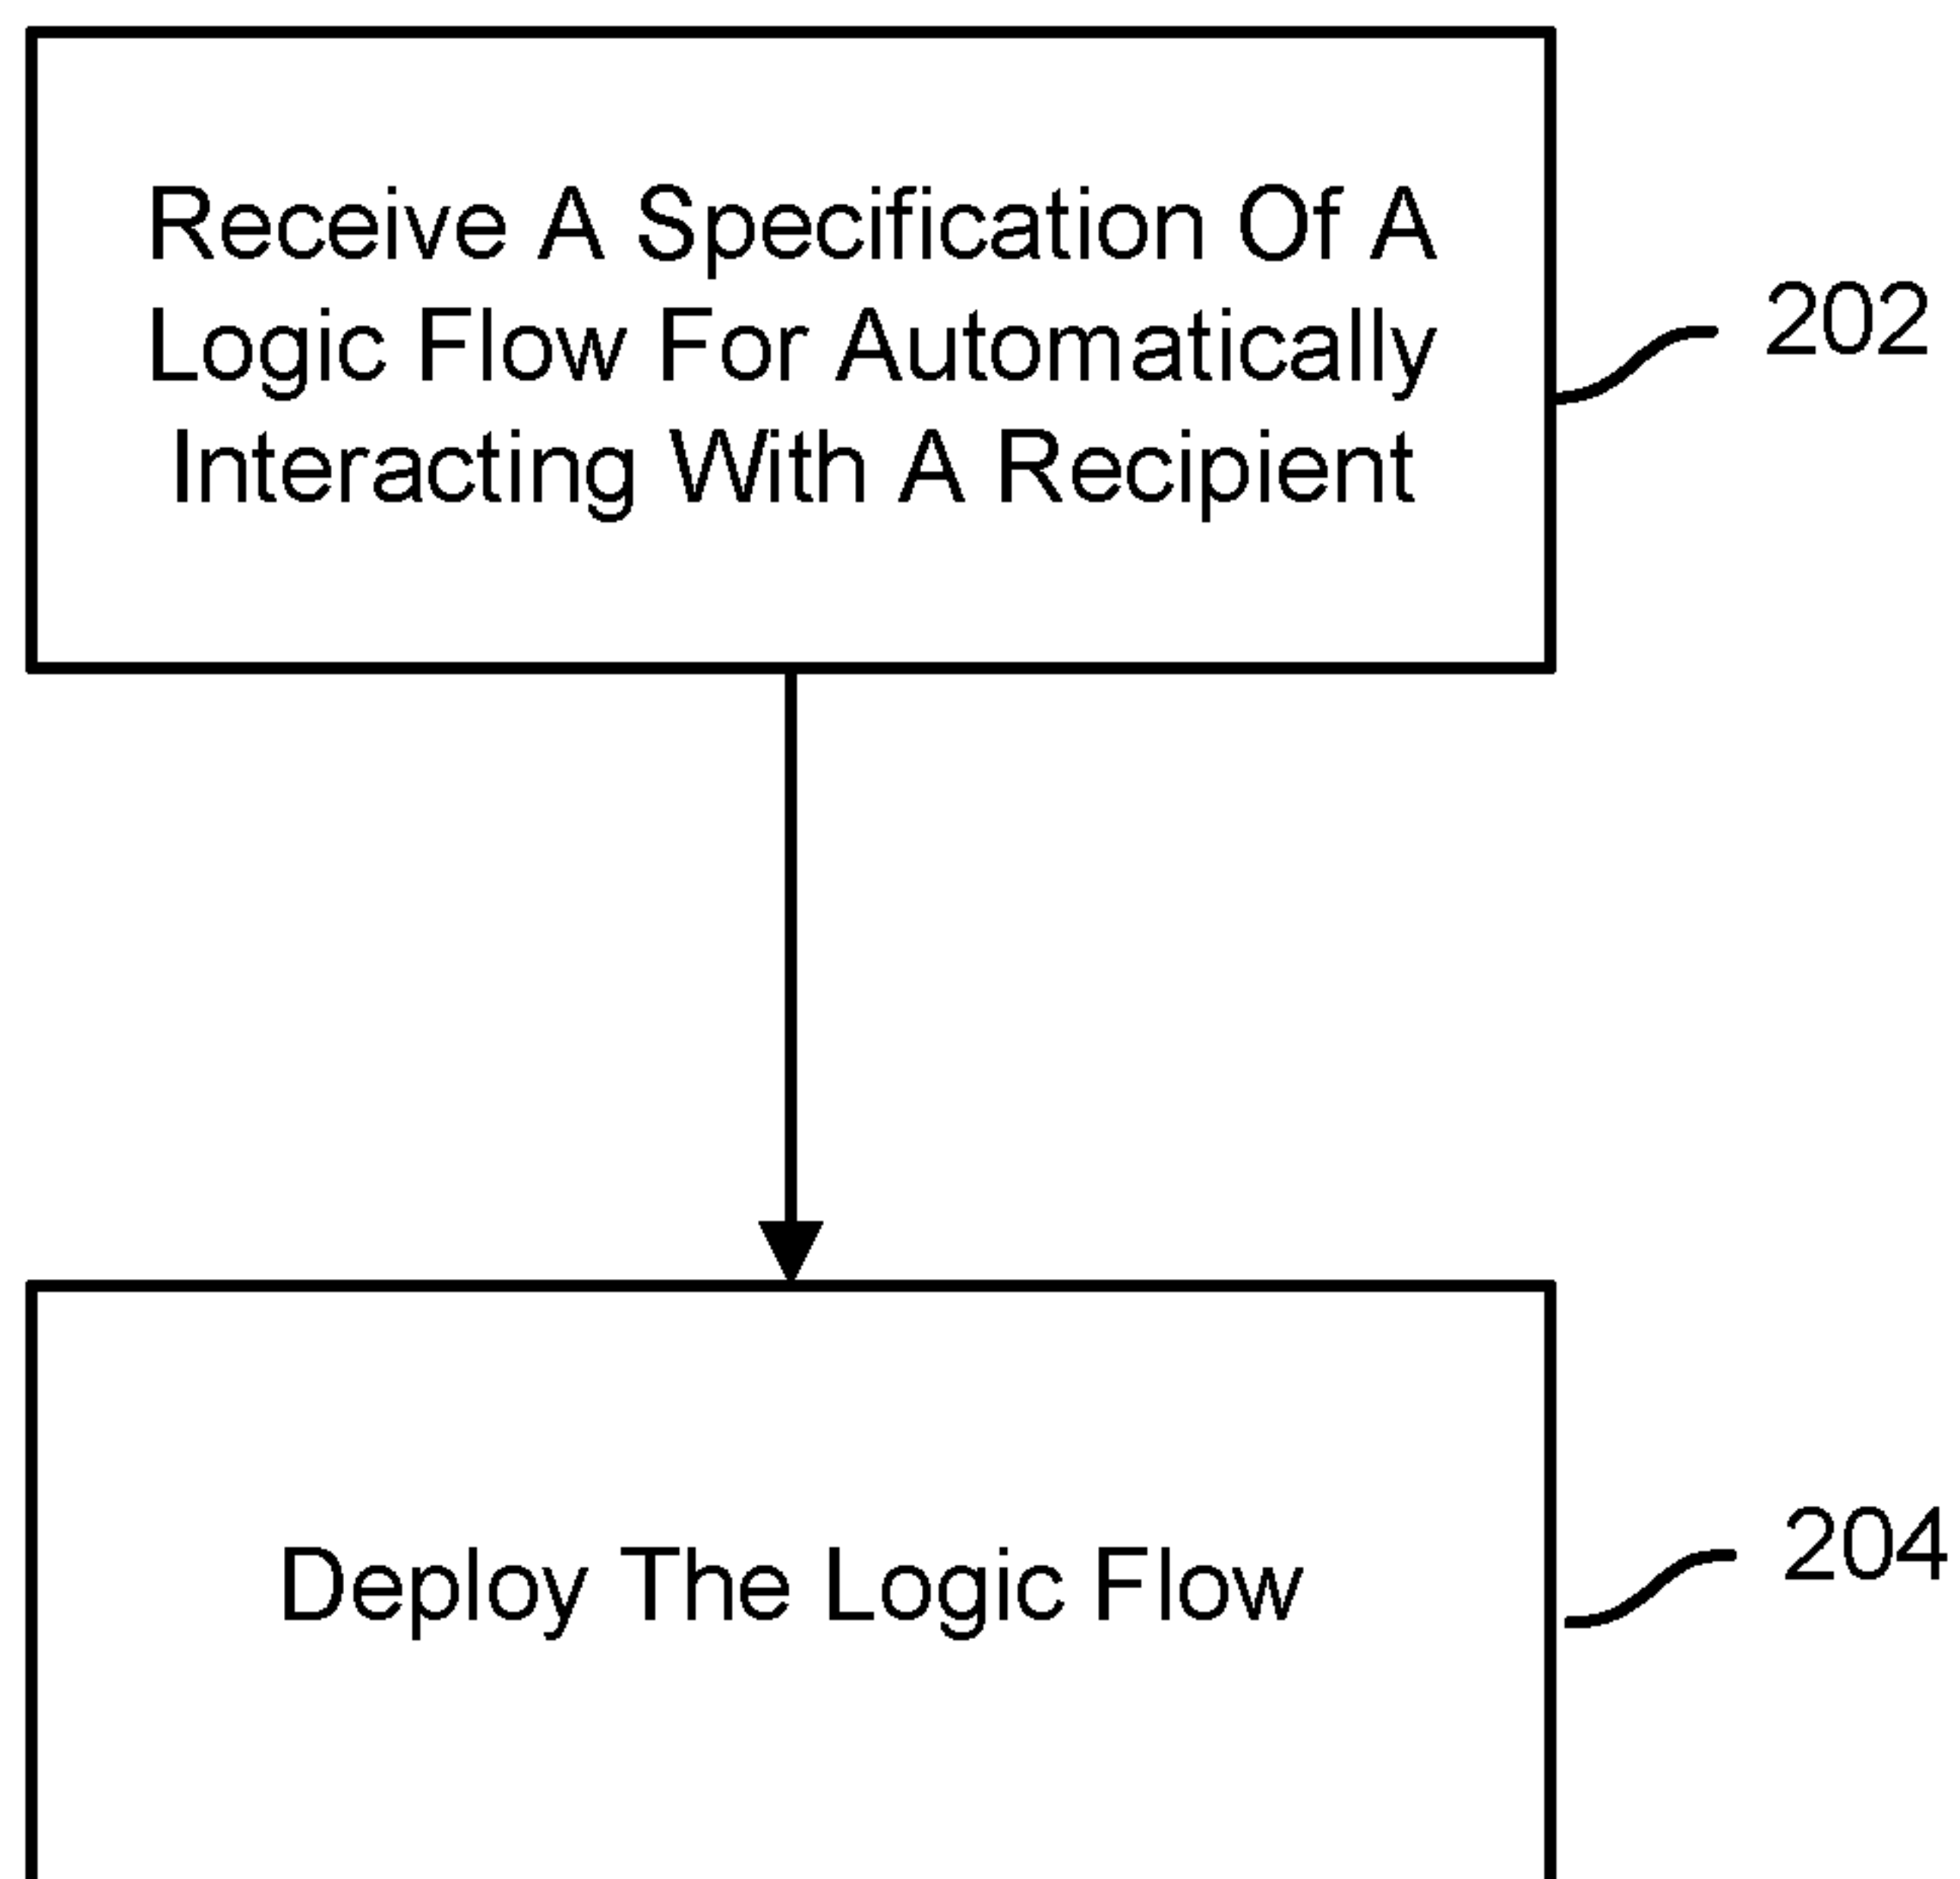 Receive A Specification Of A
Logic Flow For Automatically
Interacting With A Recipient
202
Deploy The Logic Flow
204